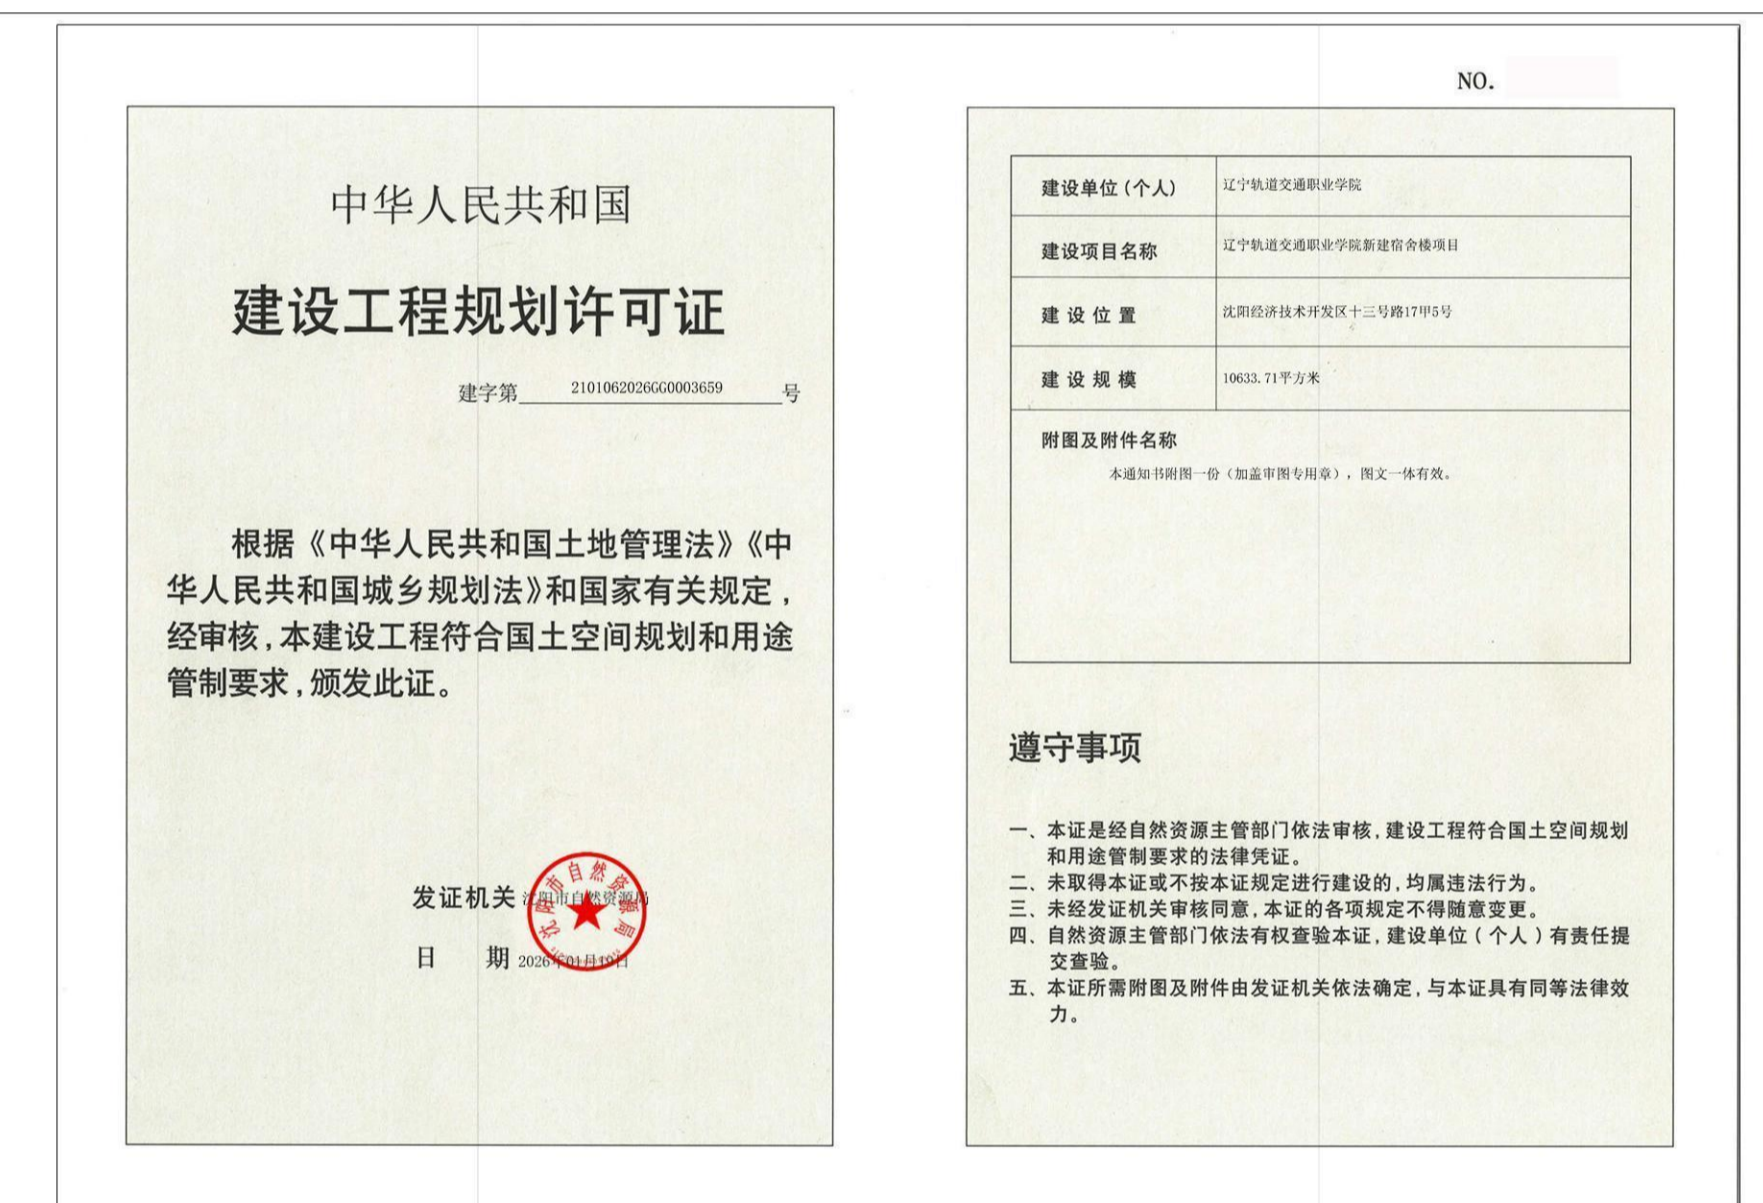 中华人民共和国
建设工程规划许可证
建字第 2101062026GG0003659 号
根据《中华人民共和国土地管理法》《中
华人民共和国城乡规划法》和国家有关规定,
经审核,本建设工程符合国土空间规划和用途
管制要求,颁发此证。
发证机关 沈阳市自然资源局
沈阳市自然资源局
日 期 2026年01月19日
NO.
建设单位(个人) 辽宁轨道交通职业学院
建设项目名称 辽宁轨道交通职业学院新建宿舍楼项目
建设位置 沈阳经济技术开发区十三号路17甲5号
建设规模 10633.71平方米
附图及附件名称
本通知书附图一份(加盖审图专用章),图文一体有效。
遵守事项
一、本证是经自然资源主管部门依法审核,建设工程符合国土空间规划
和用途管制要求的法律凭证。
二、未取得本证或不按本证规定进行建设的,均属违法行为。
三、未经发证机关审核同意,本证的各项规定不得随意变更。
四、自然资源主管部门依法有权查验本证,建设单位(个人)有责任提
交查验。
五、本证所需附图及附件由发证机关依法确定,与本证具有同等法律效
力。